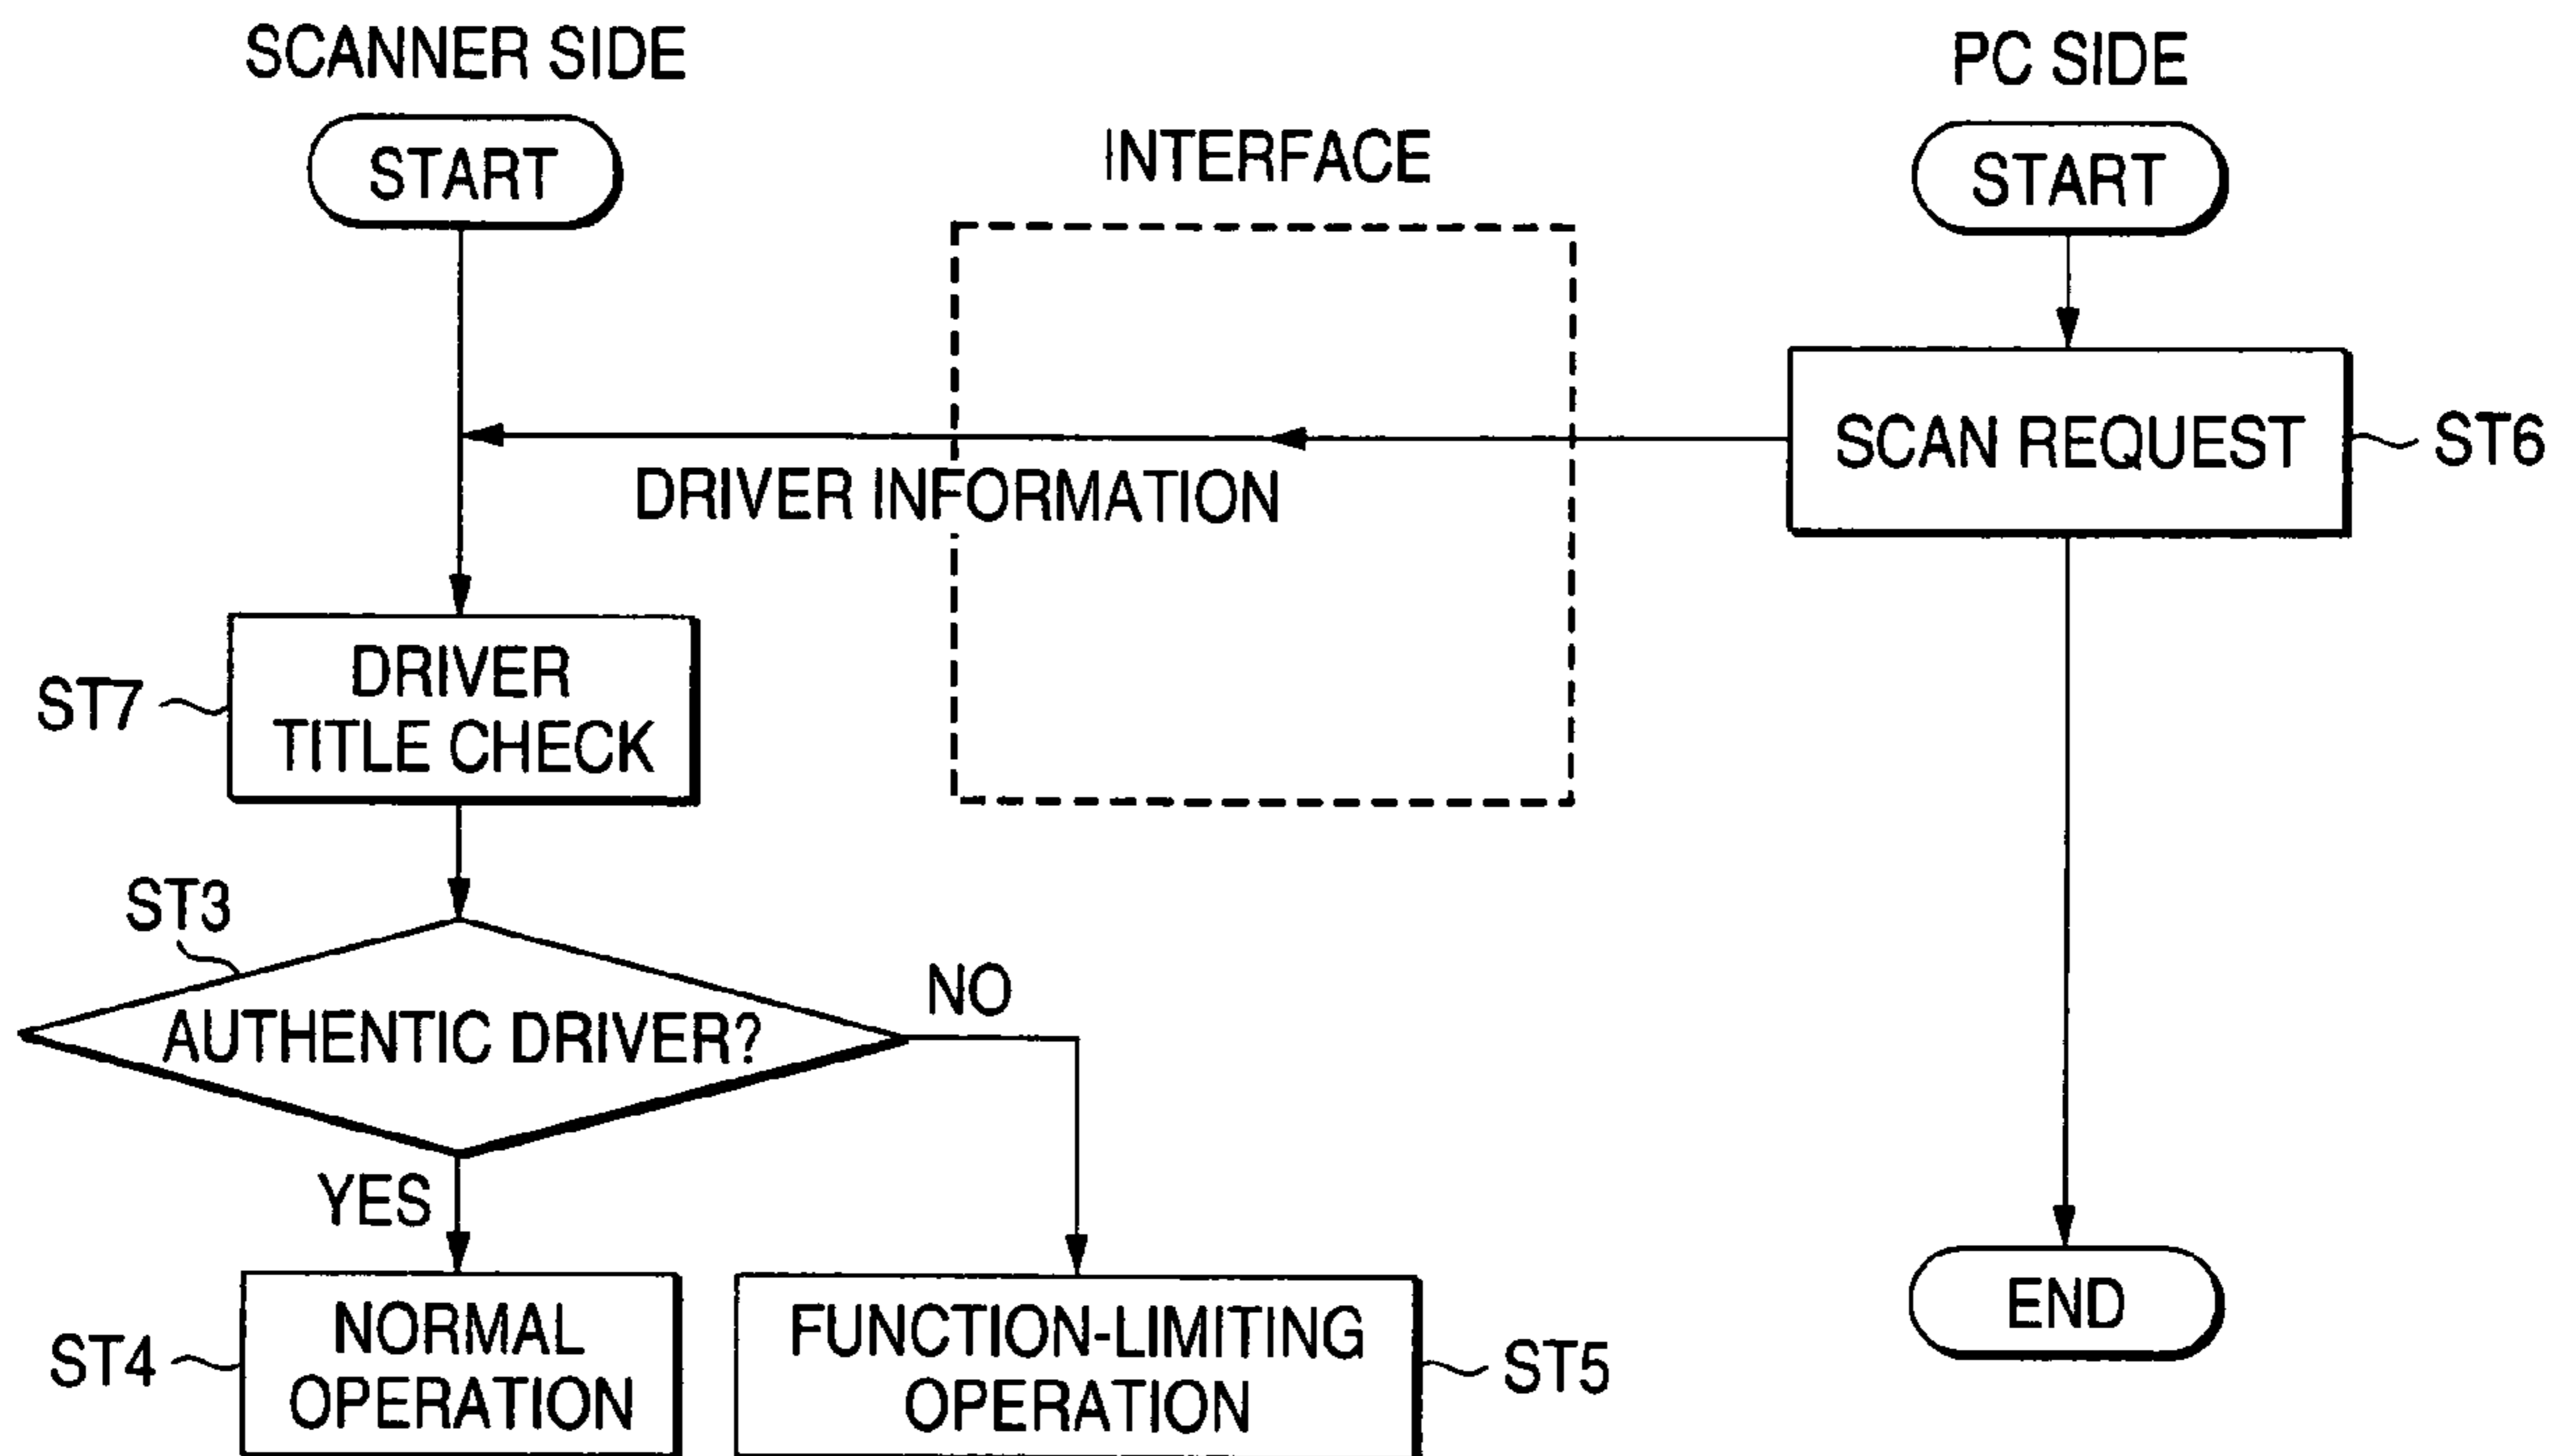 SCANNER SIDE
PC SIDE
START
INTERFACE
START
SCAN REQUEST
ST6
DRIVER INFORMATION
DRIVER
TITLE CHECK
ST7
ST3
AUTHENTIC DRIVER?
NO
YES
NORMAL
OPERATION
ST4
FUNCTION-LIMITING
OPERATION
ST5
END